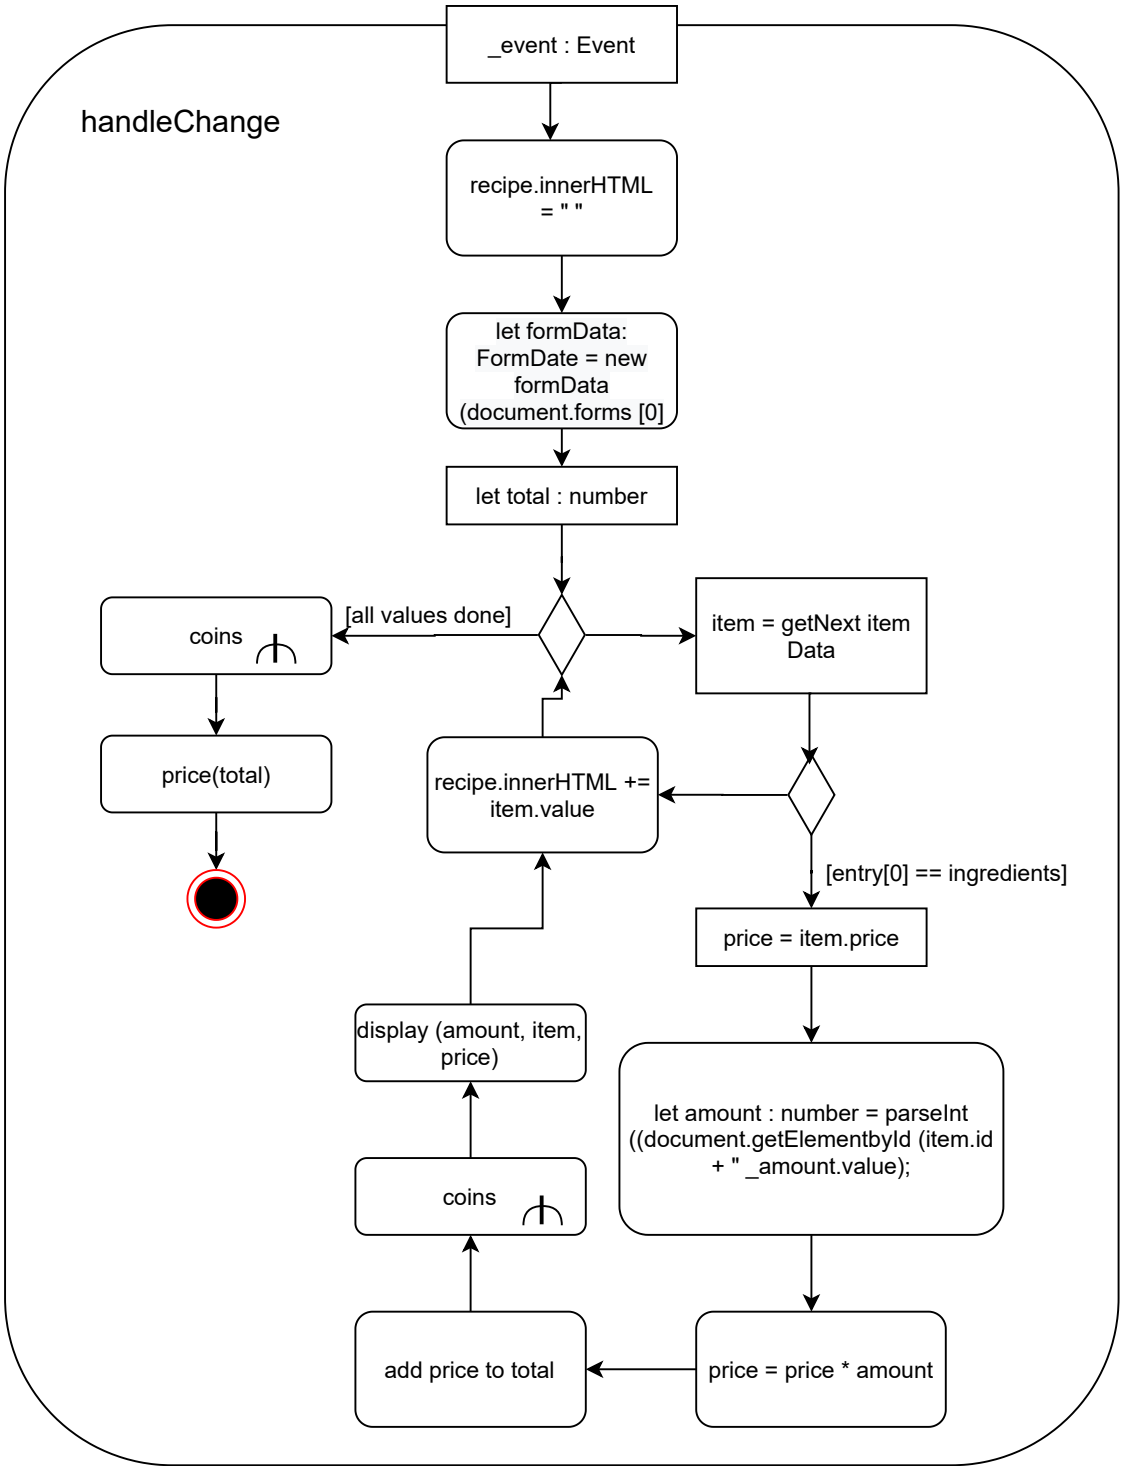 _event : Event
handleChange
recipe.innerHTML
= " "
let formData:
FormDate = new
formData
(document.forms [0]
let total : number
[all values done]
coins
item = getNext item
Data
price(total)
recipe.innerHTML +=
item.value
[entry[0] == ingredients]
price = item.price
display (amount, item,
price)
let amount : number = parseInt
((document.getElementbyId (item.id
+ " _amount.value);
coins
add price to total
price = price * amount